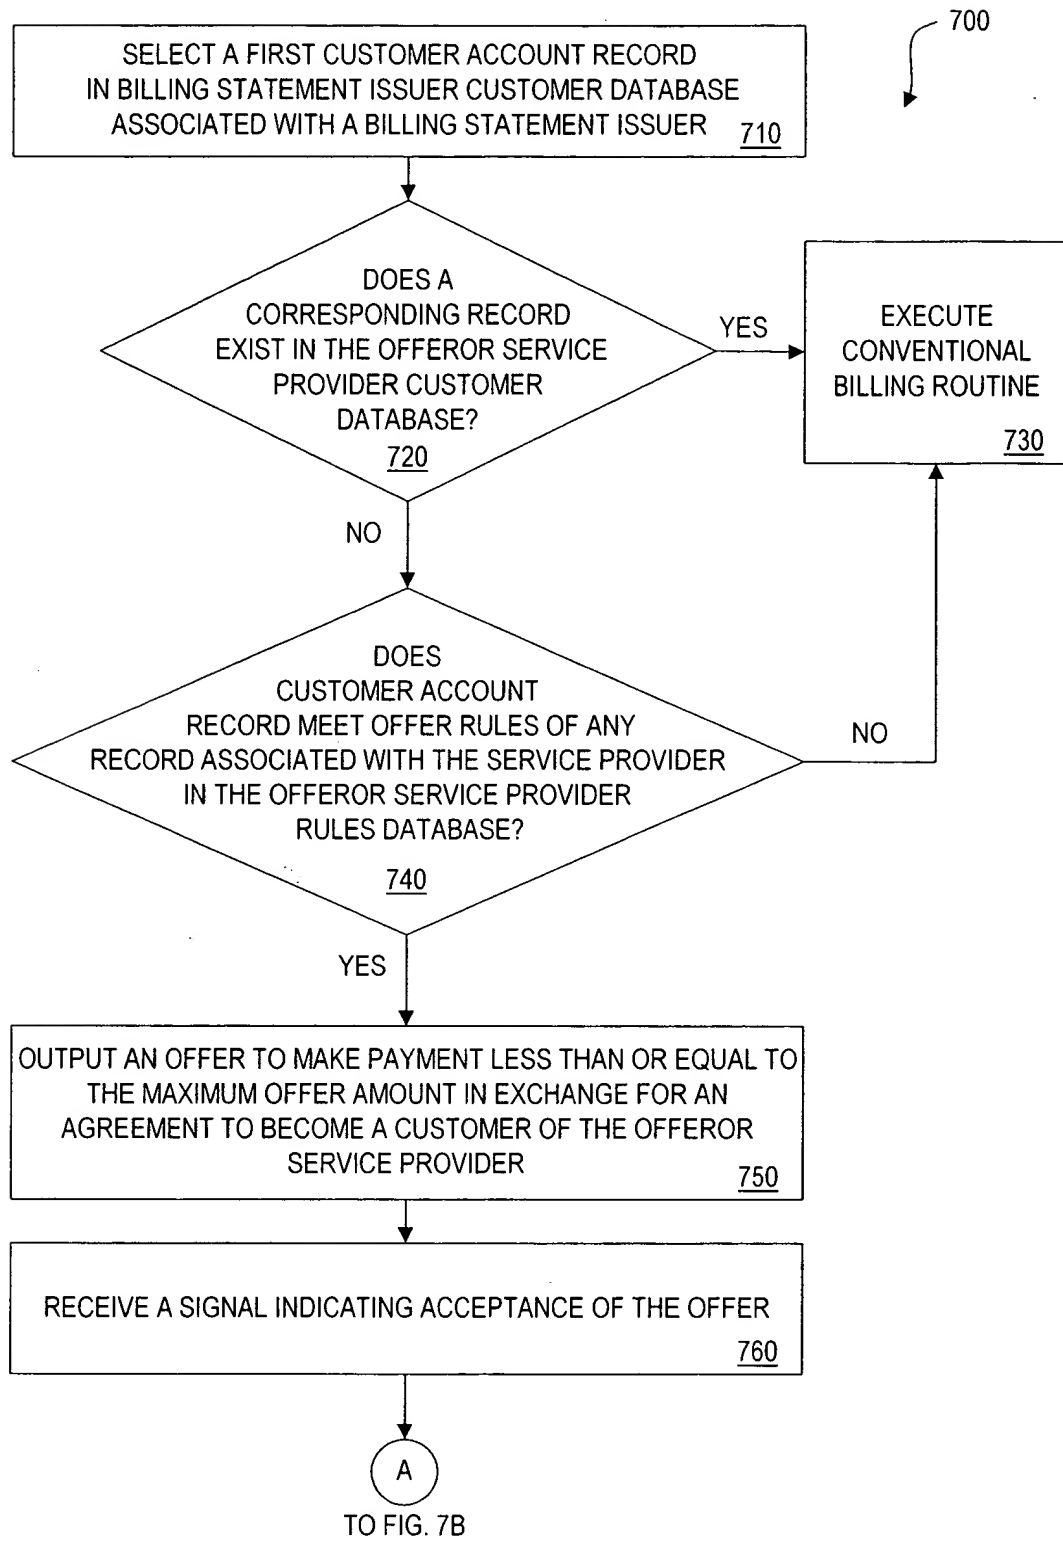 700
SELECT A FIRST CUSTOMER ACCOUNT RECORD
IN BILLING STATEMENT ISSUER CUSTOMER DATABASE
ASSOCIATED WITH A BILLING STATEMENT ISSUER
710
DOES A
CORRESPONDING RECORD
EXIST IN THE OFFEROR SERVICE
PROVIDER CUSTOMER
DATABASE?
720
YES
EXECUTE
CONVENTIONAL
BILLING ROUTINE
730
NO
DOES
CUSTOMER ACCOUNT
RECORD MEET OFFER RULES OF ANY
RECORD ASSOCIATED WITH THE SERVICE PROVIDER
IN THE OFFEROR SERVICE PROVIDER
RULES DATABASE?
740
NO
YES
OUTPUT AN OFFER TO MAKE PAYMENT LESS THAN OR EQUAL TO
THE MAXIMUM OFFER AMOUNT IN EXCHANGE FOR AN
AGREEMENT TO BECOME A CUSTOMER OF THE OFFEROR
SERVICE PROVIDER
750
RECEIVE A SIGNAL INDICATING ACCEPTANCE OF THE OFFER
760
A
TO FIG. 7B